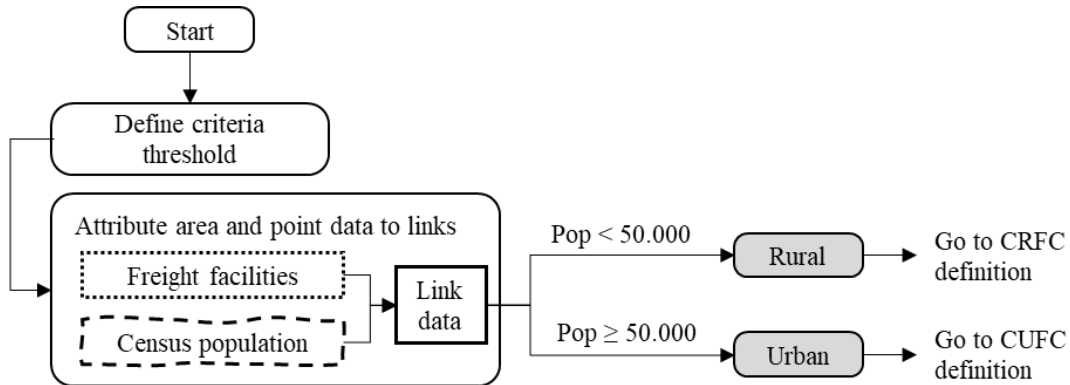 Start
Define criteria
threshold
Attribute area and point data to links
Freight facilities
Census population
Link
data
Pop < 50.000
Rural
Go to CRFC
definition
Pop ≥ 50.000
Urban
Go to CUFC
definition